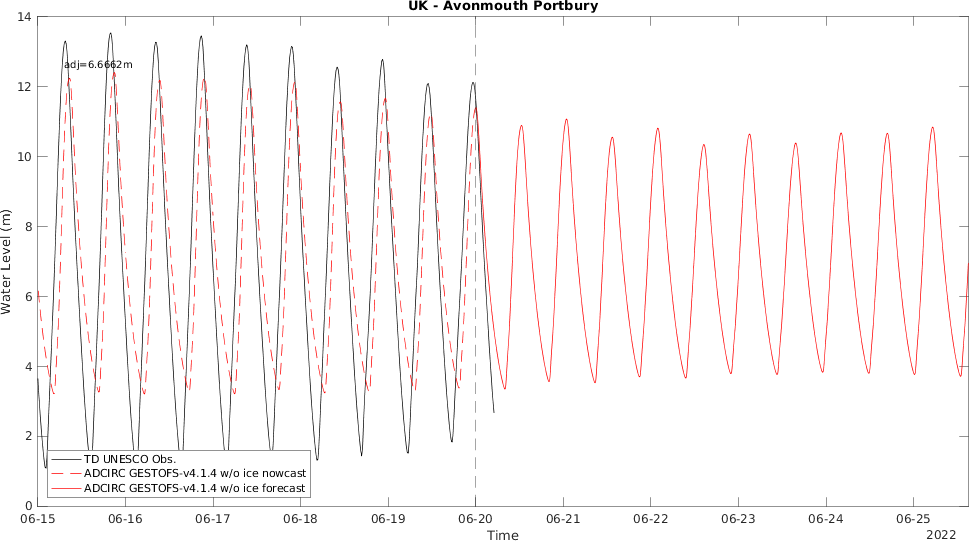 UK - Avonmouth Portbury
14
12
10
8
6
4
2
0
Water Level (m)
adj=6.6662m
TD UNESCO Obs.
ADCIRC GESTOFS-v4.1.4 w/o ice nowcast
ADCIRC GESTOFS-v4.1.4 w/o ice forecast
06-15 06-16 06-17 06-18 06-19 06-20 06-21 06-22 06-23 06-24 06-25
Time
2022